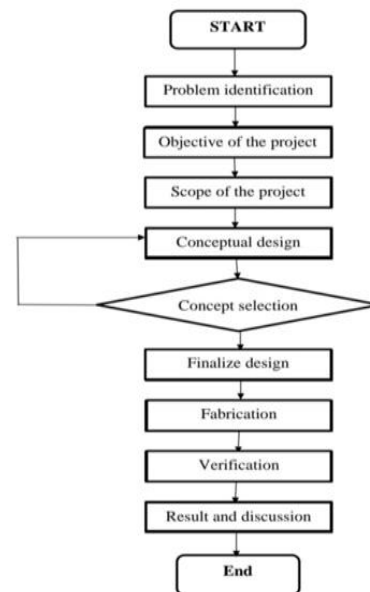 START
Problem identification
Objective of the project
Scope of the project
Conceptual design
Concept selection
Finalize design
Fabrication
Verification
Result and discussion
End